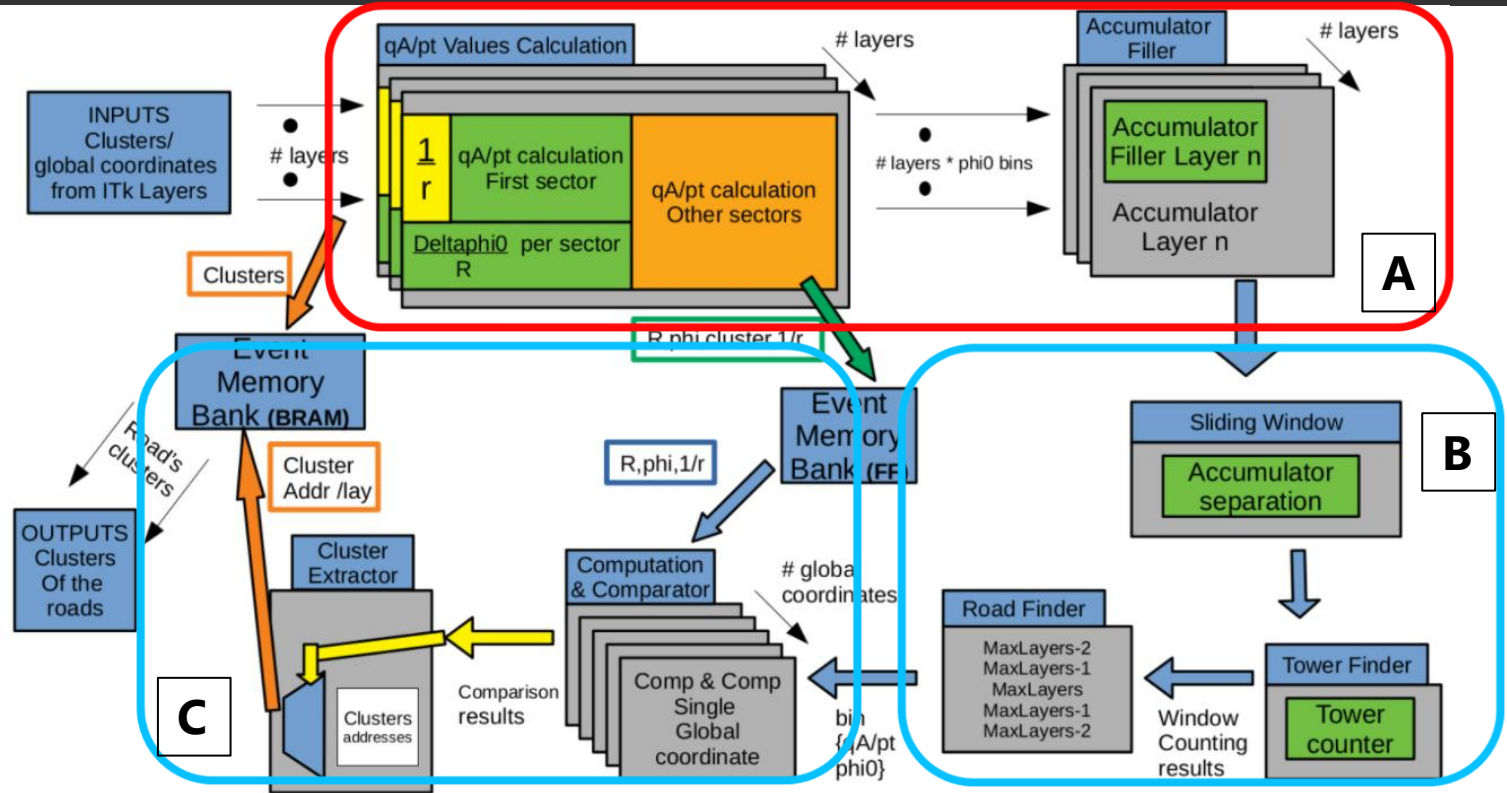 qA/pt Values Calculation
# layers
Accumulator
Filler
# layers
INPUTS
Clusters/
global coordinates
from ITk Layers
# layers
1
r
qA/pt calculation
First sector
Deltaphi0 per sector
R
qA/pt calculation
Other sectors
# layers * phi0 bins
Accumulator
Filler Layer n
Accumulator
Layer n
A
Clusters
R,phi cluster,1/r
Event
Memory
Bank (BRAM)
Road's
clusters
Cluster
Addr /lay
OUTPUTS
Clusters
Of the
roads
Event
Memory
Bank (FF)
R,phi,1/r
Sliding Window
Accumulator
separation
B
Cluster
Extractor
Clusters
addresses
C
Comparison
results
Computation
& Comparator
Comp & Comp
Single
Global
coordinate
# global
coordinates
bin
{qA/pt
phi0}
Road Finder
MaxLayers-2
MaxLayers-1
MaxLayers
MaxLayers-1
MaxLayers-2
Window
Counting
results
Tower Finder
Tower
counter